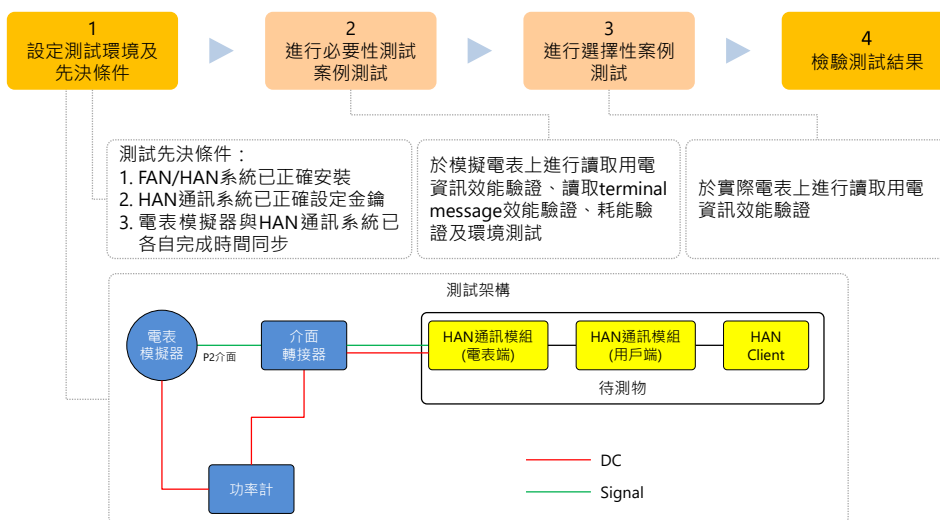 1
設定測試環境及
先決條件
2
進行必要性測試
案例測試
3
進行選擇性案例
測試
4
檢驗測試結果
測試先決條件：
1. FAN/HAN系統已正確安裝
2. HAN通訊系統已正確設定金鑰
3. 電表模擬器與HAN通訊系統已
各自完成時間同步
於模擬電表上進行讀取用電
資訊效能驗證、讀取terminal
message效能驗證、耗能驗
證及環境測試
於實際電表上進行讀取用電
資訊效能驗證
測試架構
電表
模擬器
P2介面
介面
轉接器
HAN通訊模組
(電表端)
HAN通訊模組
(用戶端)
HAN
Client
待測物
功率計
DC
Signal